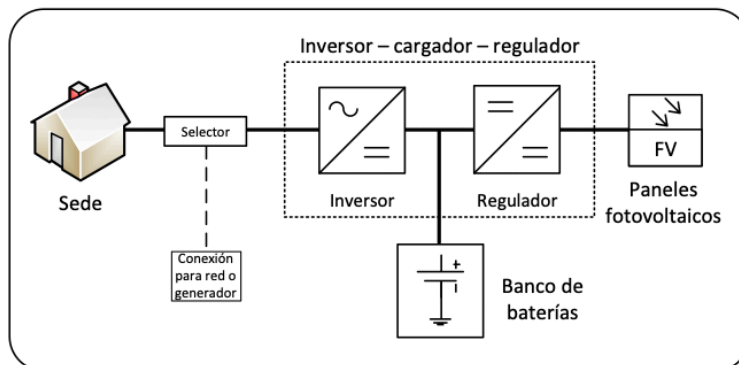 Inversor – cargador – regulador
Selector
FV
Sede
Inversor
Regulador
Paneles
fotovoltaicos
Conexión
para red o
generador
+
Banco de
baterías